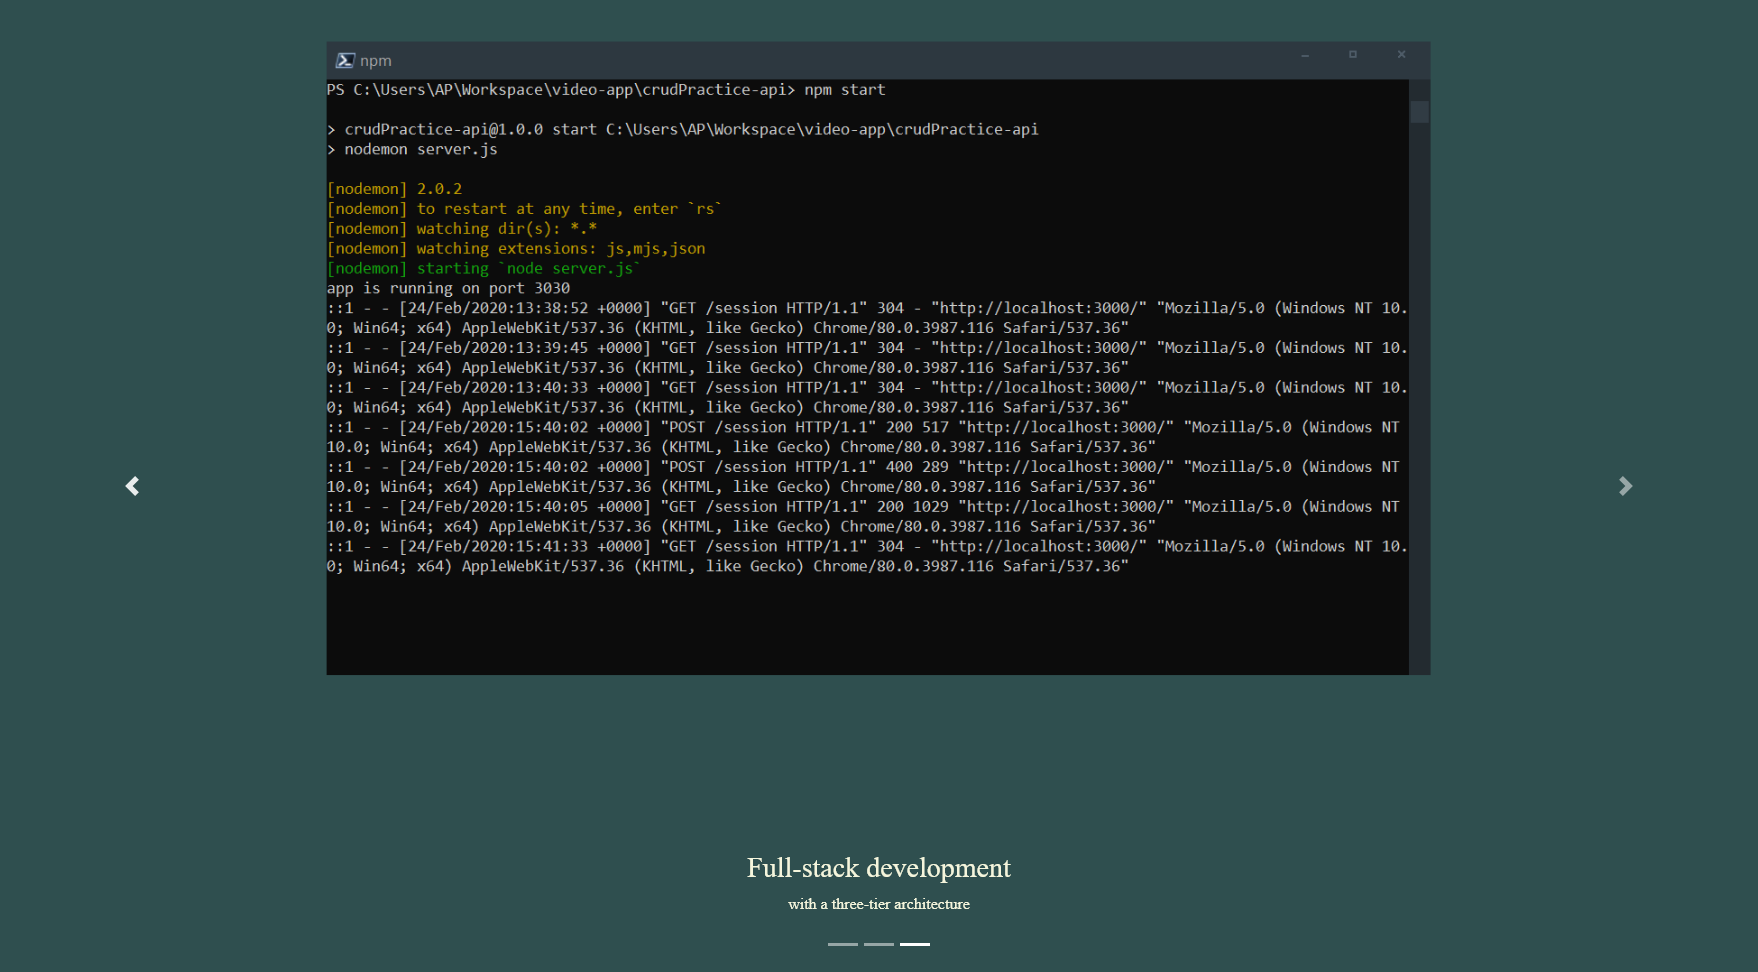 npm
PS C:\Users\AP\Workspace\video-app\crudPractice-api> npm start
> crudPractice-api@1.0.0 start C:\Users\AP\Workspace\video-app\crudPractice-api
> nodemon server.js
[nodemon] 2.0.2
[nodemon] to restart at any time, enter `rs`
[nodemon] watching dir(s): *.*
[nodemon] watching extensions: js,mjs,json
[nodemon] starting `node server.js`
app is running on port 3030
::1 - - [24/Feb/2020:13:38:52 +0000] "GET /session HTTP/1.1" 304 - "http://localhost:3000/" "Mozilla/5.0 (Windows NT 10.
0; Win64; x64) AppleWebKit/537.36 (KHTML, like Gecko) Chrome/80.0.3987.116 Safari/537.36"
::1 - - [24/Feb/2020:13:39:45 +0000] "GET /session HTTP/1.1" 304 - "http://localhost:3000/" "Mozilla/5.0 (Windows NT 10.
0; Win64; x64) AppleWebKit/537.36 (KHTML, like Gecko) Chrome/80.0.3987.116 Safari/537.36"
::1 - - [24/Feb/2020:13:40:33 +0000] "GET /session HTTP/1.1" 304 - "http://localhost:3000/" "Mozilla/5.0 (Windows NT 10.
0; Win64; x64) AppleWebKit/537.36 (KHTML, like Gecko) Chrome/80.0.3987.116 Safari/537.36"
::1 - - [24/Feb/2020:15:40:02 +0000] "POST /session HTTP/1.1" 200 517 "http://localhost:3000/" "Mozilla/5.0 (Windows NT
10.0; Win64; x64) AppleWebKit/537.36 (KHTML, like Gecko) Chrome/80.0.3987.116 Safari/537.36"
::1 - - [24/Feb/2020:15:40:02 +0000] "POST /session HTTP/1.1" 400 289 "http://localhost:3000/" "Mozilla/5.0 (Windows NT
10.0; Win64; x64) AppleWebKit/537.36 (KHTML, like Gecko) Chrome/80.0.3987.116 Safari/537.36"
::1 - - [24/Feb/2020:15:40:05 +0000] "GET /session HTTP/1.1" 200 1029 "http://localhost:3000/" "Mozilla/5.0 (Windows NT
10.0; Win64; x64) AppleWebKit/537.36 (KHTML, like Gecko) Chrome/80.0.3987.116 Safari/537.36"
::1 - - [24/Feb/2020:15:41:33 +0000] "GET /session HTTP/1.1" 304 - "http://localhost:3000/" "Mozilla/5.0 (Windows NT 10.
0; Win64; x64) AppleWebKit/537.36 (KHTML, like Gecko) Chrome/80.0.3987.116 Safari/537.36"
Full-stack development
with a three-tier architecture